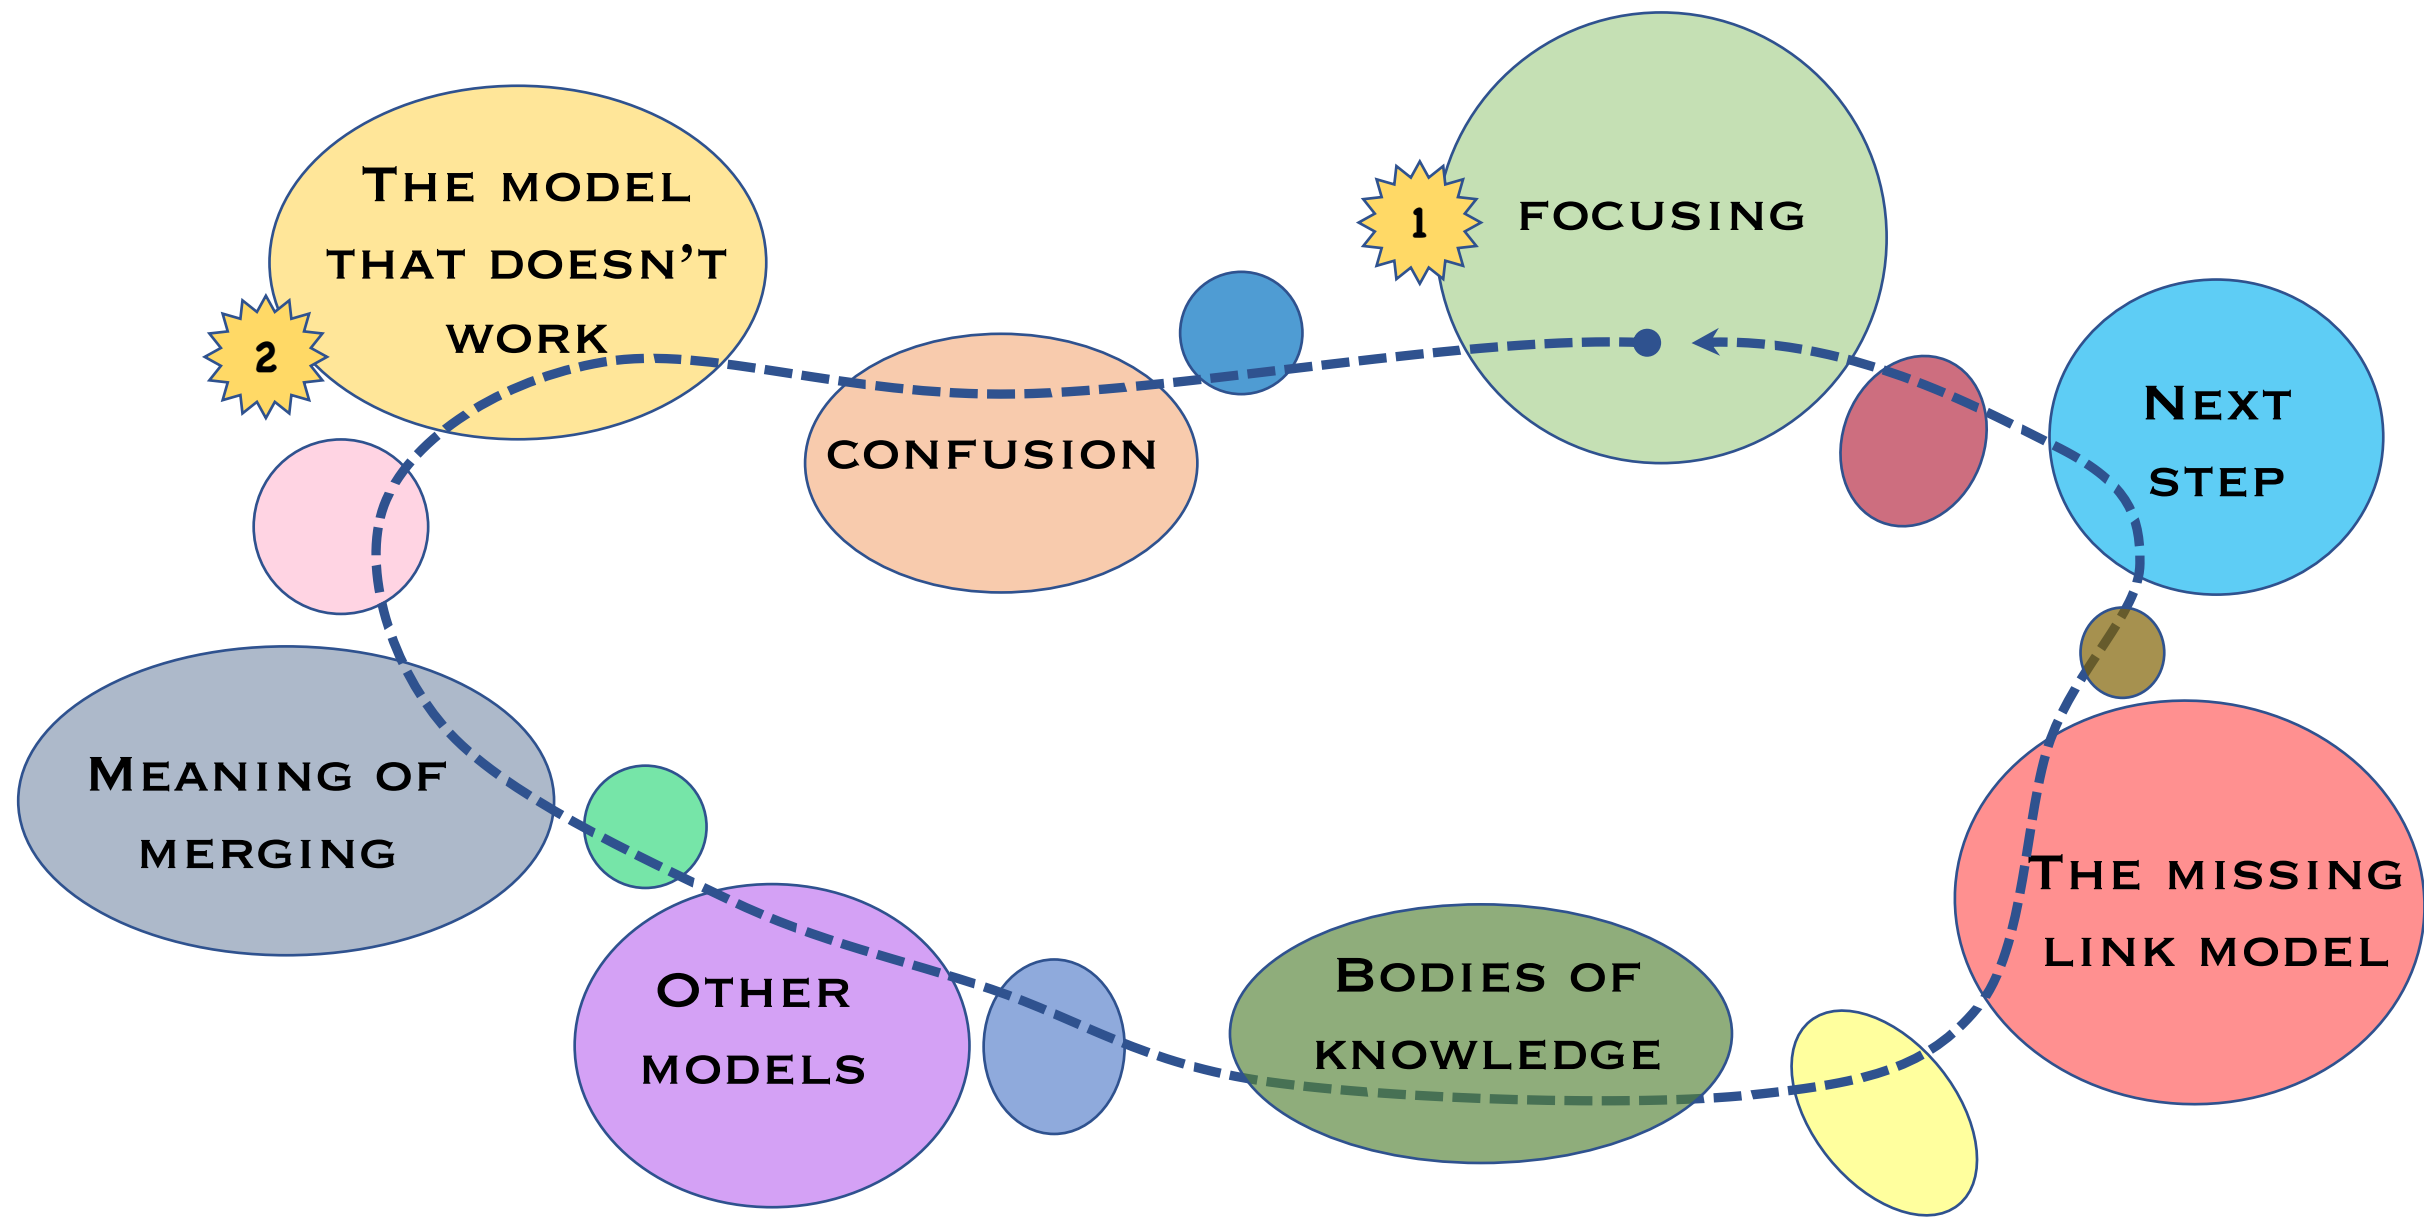 The model
that doesn’t
work
2
1
focusing
confusion
Next
step
Meaning of
merging
Other
models
Bodies of
knowledge
The missing
link model